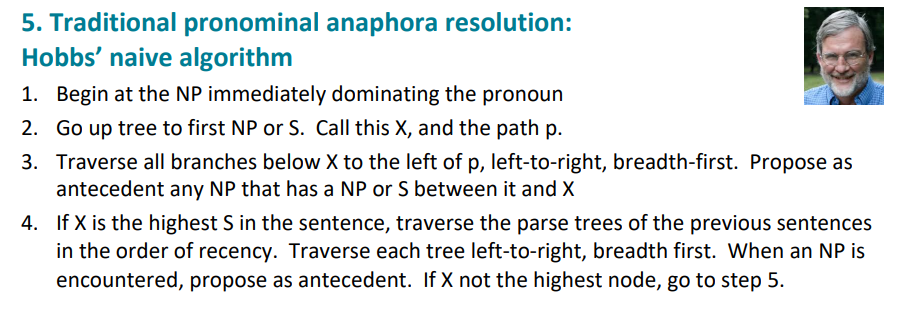 5. Traditional pronominal anaphora resolution:
Hobbs’ naive algorithm
1. Begin at the NP immediately dominating the pronoun
2. Go up tree to first NP or S. Call this X, and the path p.
3. Traverse all branches below X to the left of p, left-to-right, breadth-first. Propose as
antecedent any NP that has a NP or S between it and X
4. If X is the highest S in the sentence, traverse the parse trees of the previous sentences
in the order of recency. Traverse each tree left-to-right, breadth first. When an NP is
encountered, propose as antecedent. If X not the highest node, go to step 5.